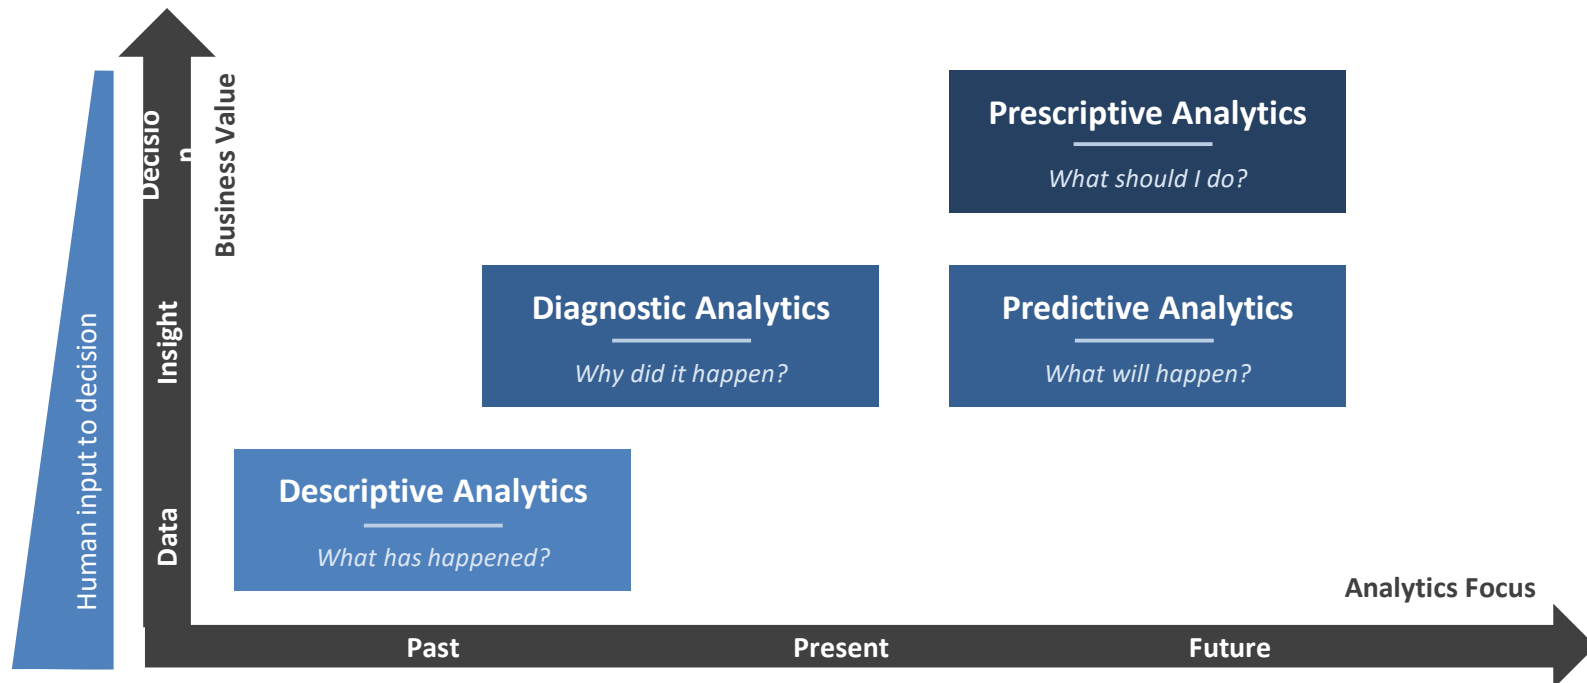 Human input to decision
Decisio
n
Insight
Data
Business Value
Prescriptive Analytics
What should I do?
Diagnostic Analytics
Why did it happen?
Predictive Analytics
What will happen?
Descriptive Analytics
What has happened?
Analytics Focus
Past
Present
Future